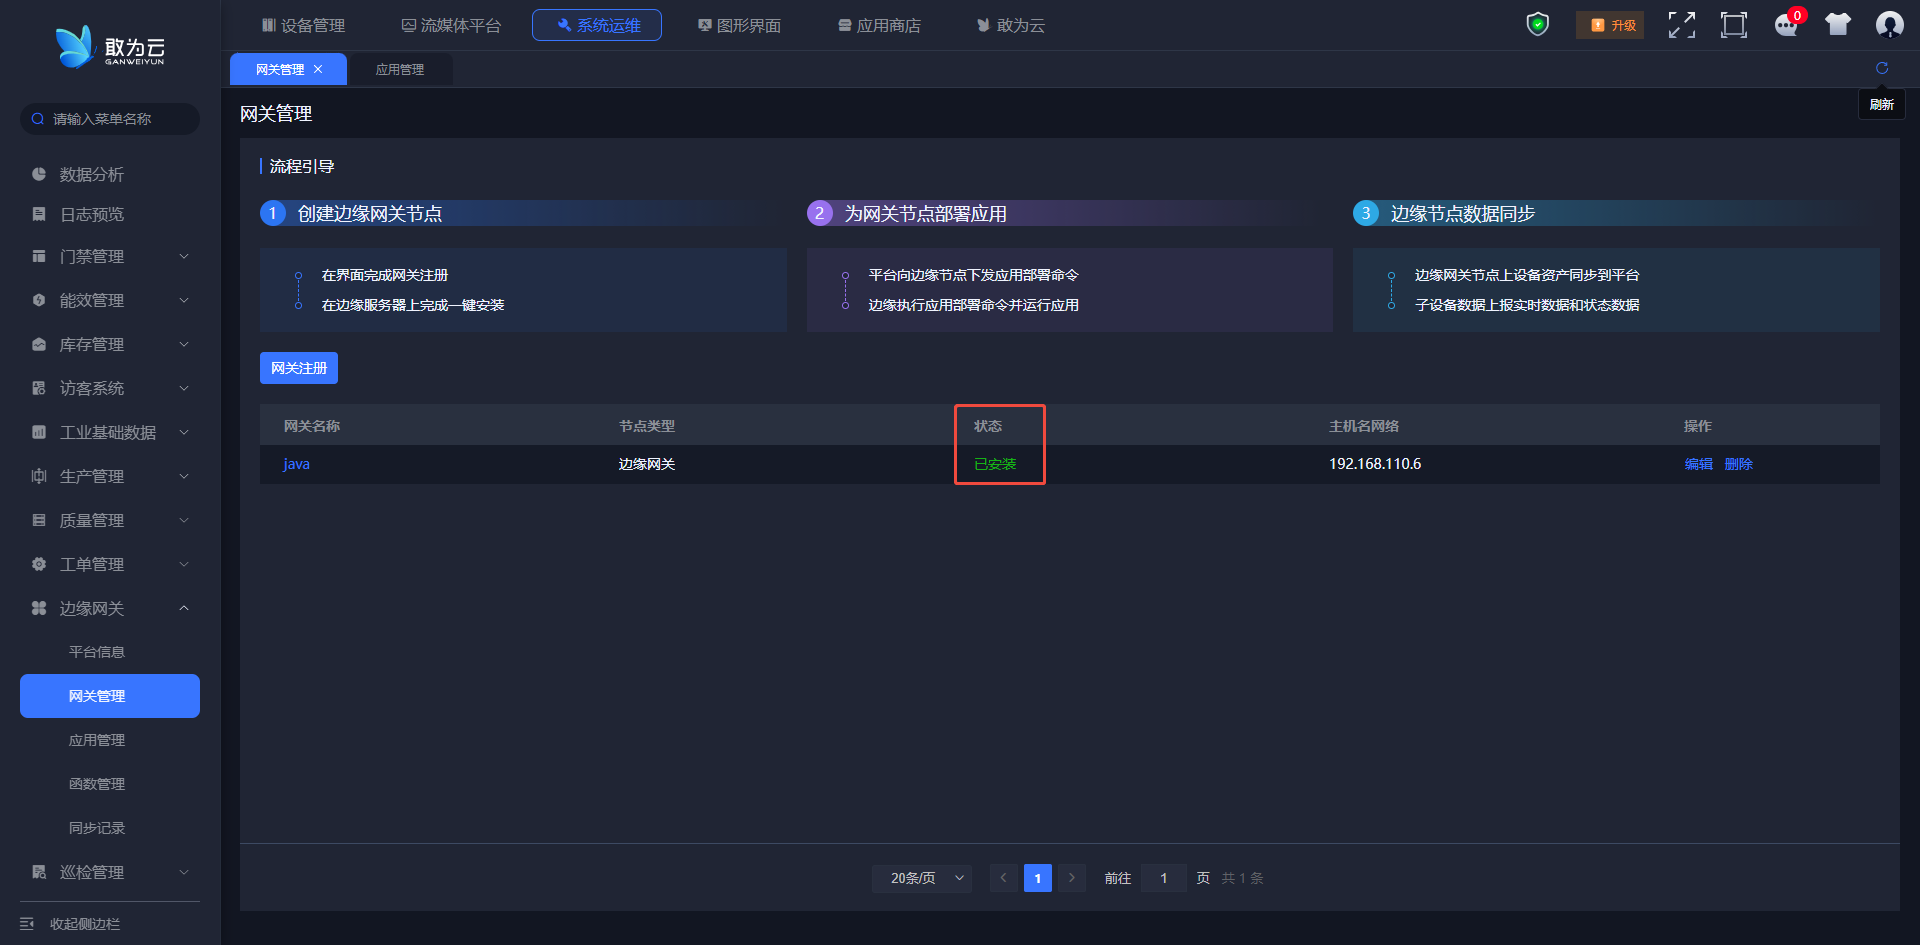 敢为云
GANWEIYUN
设备管理
流媒体平台
系统运维
图形界面
应用商店
敢为云
升级
0
网关管理
应用管理
刷新
请输入菜单名称
数据分析
日志预览
门禁管理
能效管理
库存管理
访客系统
工业基础数据
生产管理
质量管理
工单管理
边缘网关
平台信息
网关管理
应用管理
函数管理
同步记录
巡检管理
收起侧边栏
网关管理
流程引导
1 创建边缘网关节点
在界面完成网关注册
在边缘服务器上完成一键安装
2 为网关节点部署应用
平台向边缘节点下发应用部署命令
边缘执行应用部署命令并运行应用
3 边缘节点数据同步
边缘网关节点上设备资产同步到平台
子设备数据上报实时数据和状态数据
网关注册
网关名称 节点类型 状态 主机名网络 操作
java 边缘网关 已安装 192.168.110.6 编辑 删除
20条/页 1 前往 1 页 共 1 条